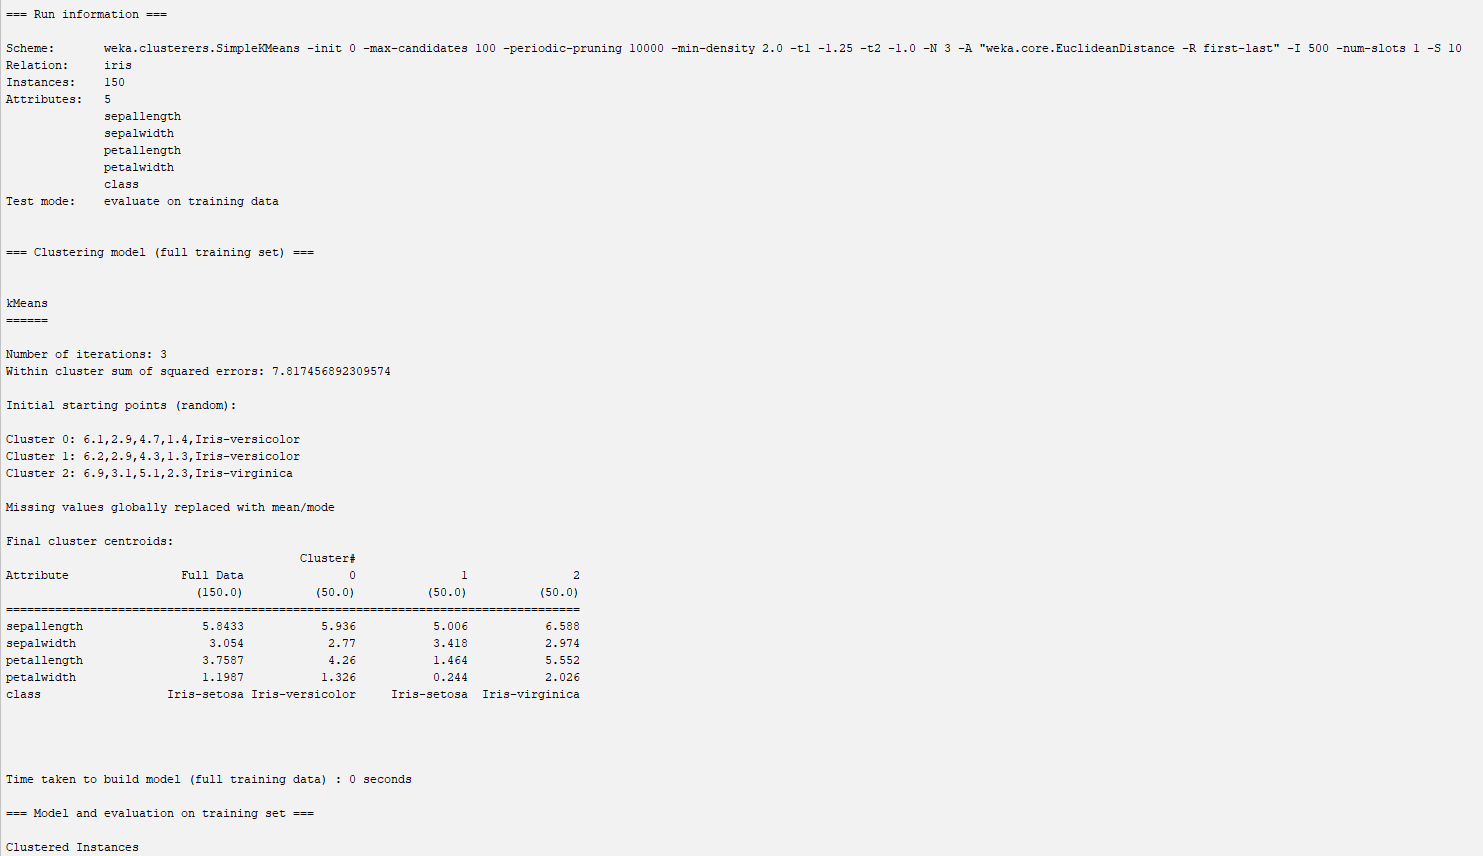 === Run information ===
Scheme: weka.clusterers.SimpleKMeans -init 0 -max-candidates 100 -periodic-pruning 10000 -min-density 2.0 -t1 -1.25 -t2 -1.0 -N 3 -A "weka.core.EuclideanDistance -R first-last" -I 500 -num-slots 1 -S 10
Relation: iris
Instances: 150
Attributes: 5
sepallength
sepalwidth
petallength
petalwidth
class
Test mode: evaluate on training data
=== Clustering model (full training set) ===
kMeans
======
Number of iterations: 3
Within cluster sum of squared errors: 7.817456892309574
Initial starting points (random):
Cluster 0: 6.1,2.9,4.7,1.4,Iris-versicolor
Cluster 1: 6.2,2.9,4.3,1.3,Iris-versicolor
Cluster 2: 6.9,3.1,5.1,2.3,Iris-virginica
Missing values globally replaced with mean/mode
Final cluster centroids:
Cluster#
Attribute Full Data 0 1 2
(150.0) (50.0) (50.0) (50.0)
==================================================================================
sepallength 5.8433 5.936 5.006 6.588
sepalwidth 3.054 2.77 3.418 2.974
petallength 3.7587 4.26 1.464 5.552
petalwidth 1.1987 1.326 0.244 2.026
class Iris-setosa Iris-versicolor Iris-setosa Iris-virginica
Time taken to build model (full training data) : 0 seconds
=== Model and evaluation on training set ===
Clustered Instances